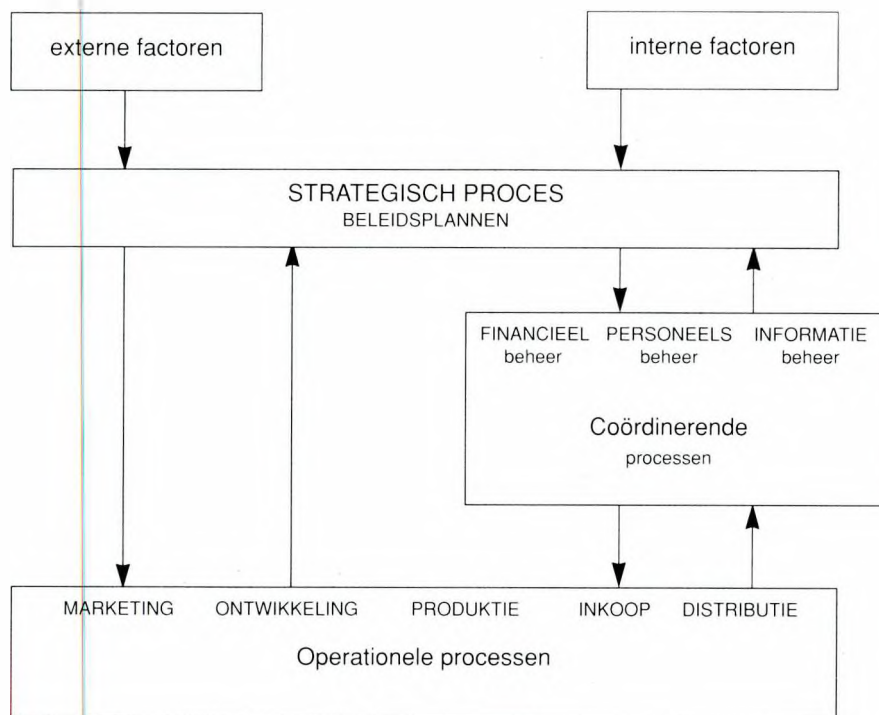 externe factoren
interne factoren
STRATEGISCH PROCES
BELEIDSPLANNEN
FINANCIEEL PERSONEELS INFORMATIE
beheer beheer beheer
Coördinerende
processen
MARKETING ONTWIKKELING PRODUKTIE INKOOP DISTRIBUTIE
Operationele processen